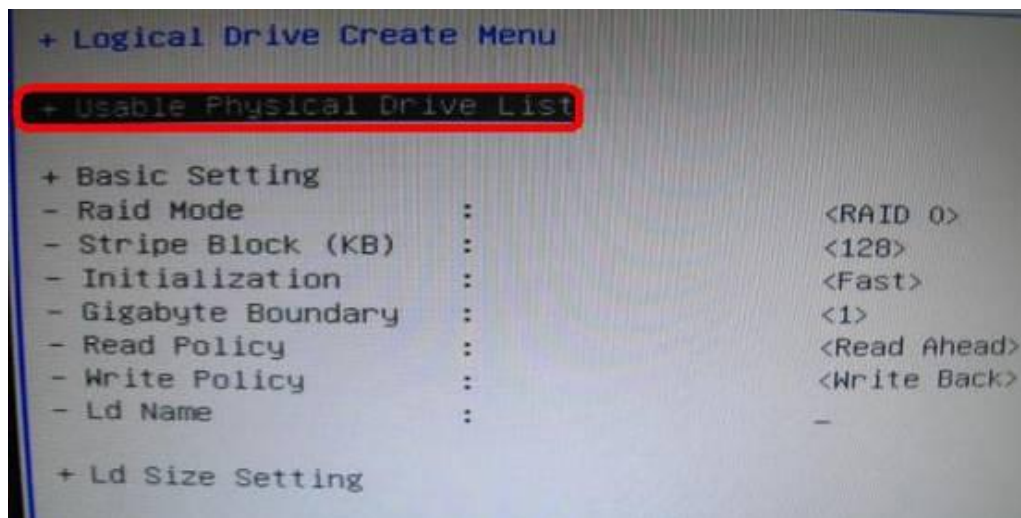 + Logical Drive Create Menu
+ Usable Physical Drive List
+ Basic Setting
- Raid Mode : <RAID 0>
- Stripe Block (KB) : <128>
- Initialization : <Fast>
- Gigabyte Boundary : <1>
- Read Policy : <Read Ahead>
- Write Policy : <Write Back>
- Ld Name : _
+ Ld Size Setting